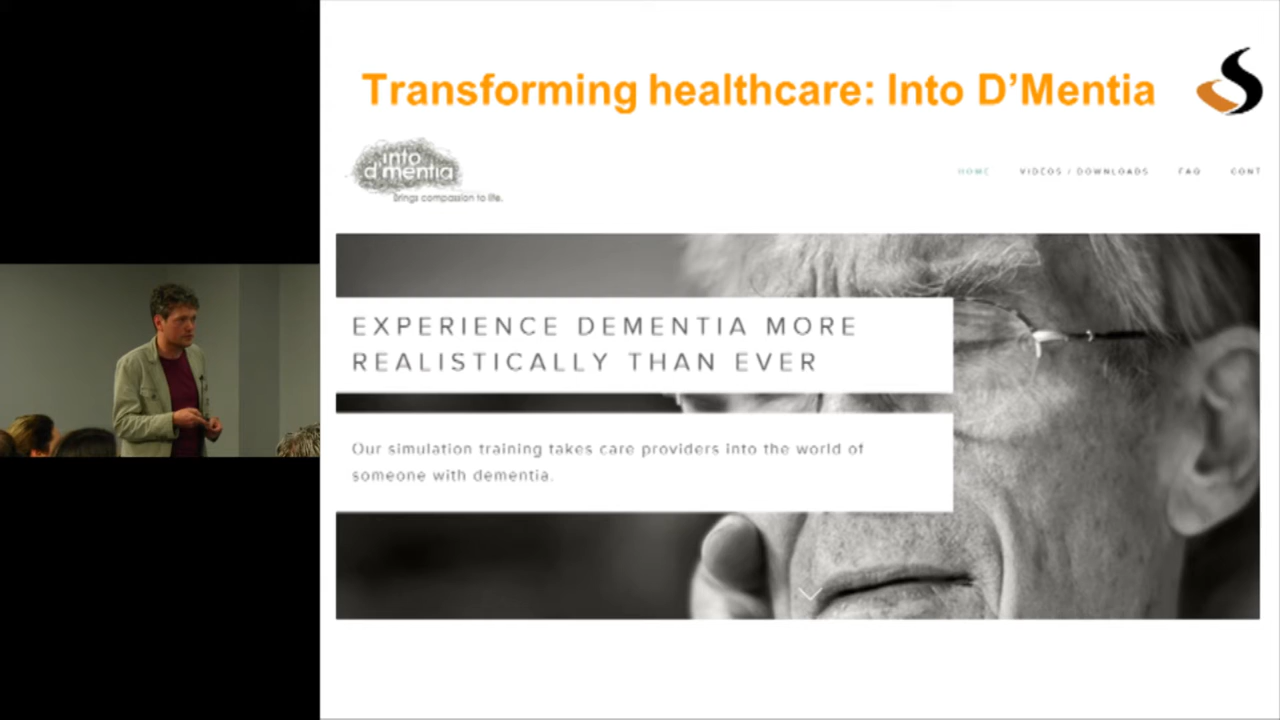 Transforming healthcare: Into D'Mentia
into
d'mentia
brings compassion to life.
HOME VIDEOS / DOWNLOADS FAQ CONT
EXPERIENCE DEMENTIA MORE
REALISTICALLY THAN EVER
Our simulation training takes care providers into the world of
someone with dementia.